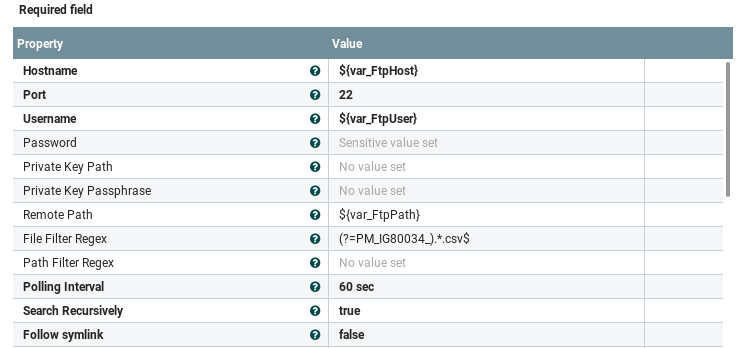 Required field
Property Value
Hostname ${var_FtpHost}
Port 22
Username ${var_FtpUser}
Password Sensitive value set
Private Key Path No value set
Private Key Passphrase No value set
Remote Path ${var_FtpPath}
File Filter Regex (?=PM_IG80034_).*.csv$
Path Filter Regex No value set
Polling Interval 60 sec
Search Recursively true
Follow symlink false